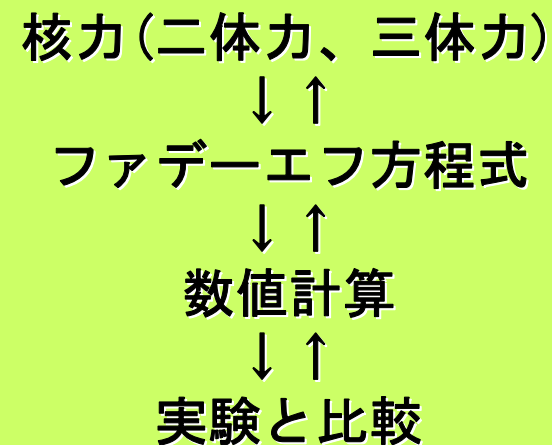 核力(二体力、三体力)
↓↑
ファデーエフ方程式
↓↑
数値計算
↓↑
実験と比較